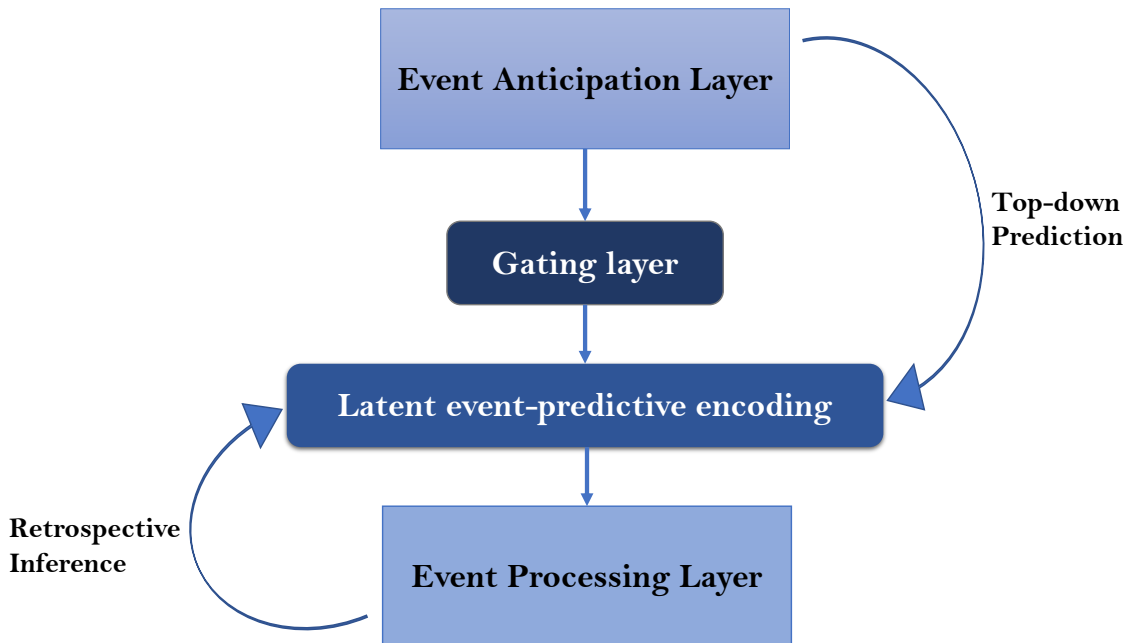 Event Anticipation Layer
Top-down
Prediction
Gating layer
Latent event-predictive encoding
Retrospective
Inference
Event Processing Layer